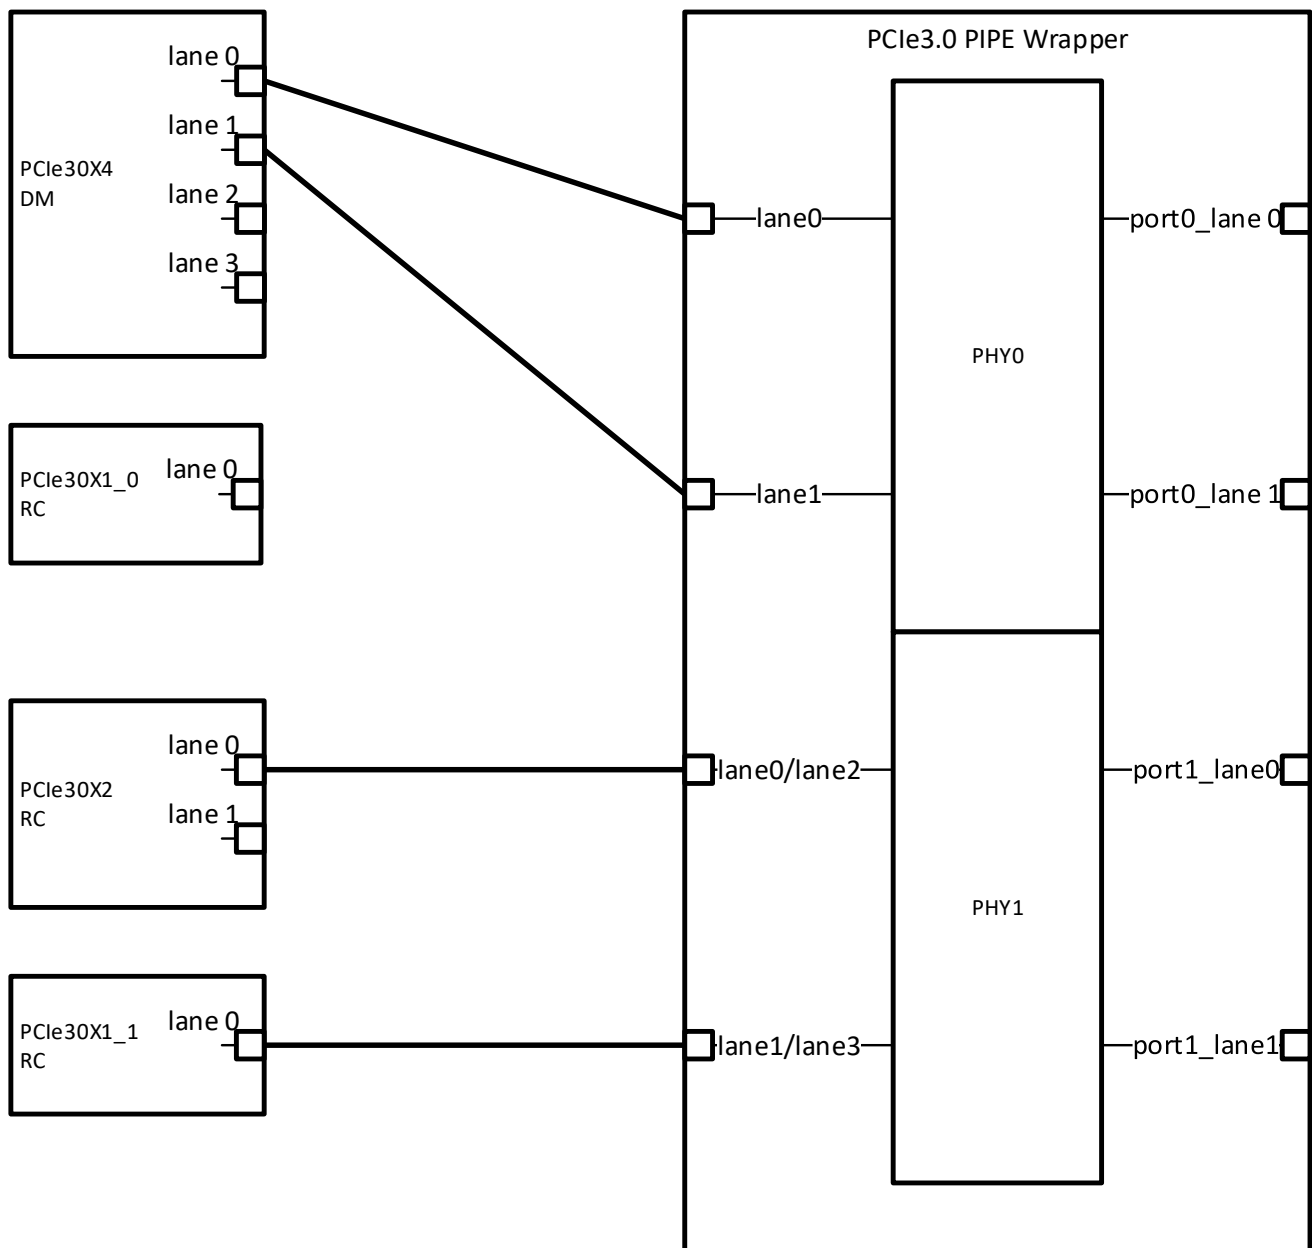 PCIe3.0 PIPE Wrapper
lane 0
lane 1
PCIe30X4
DM
lane 2
lane 3
lane0
port0_lane 0
PHY0
PCIe30X1_0
RC
lane 0
lane1
port0_lane 1
lane 0
PCIe30X2
RC
lane 1
lane0/lane2
port1_lane0
PHY1
PCIe30X1_1
RC
lane 0
lane1/lane3
port1_lane1